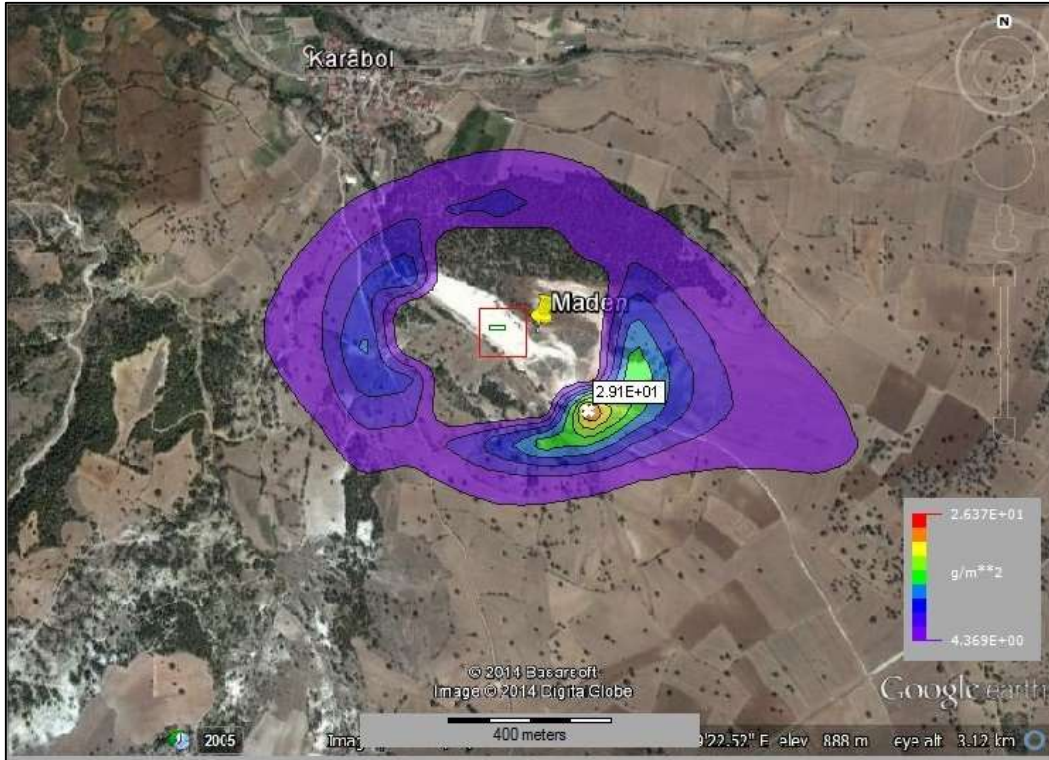 N
Karabol
Maden
2.91E+01
2.637E+01
g/m**2
4.369E+00
© 2014 Basarsoft
Image © 2014 DigitalGlobe
Google earth
400 meters
2005
22.52" E elev 888 m eye alt 3.12 km